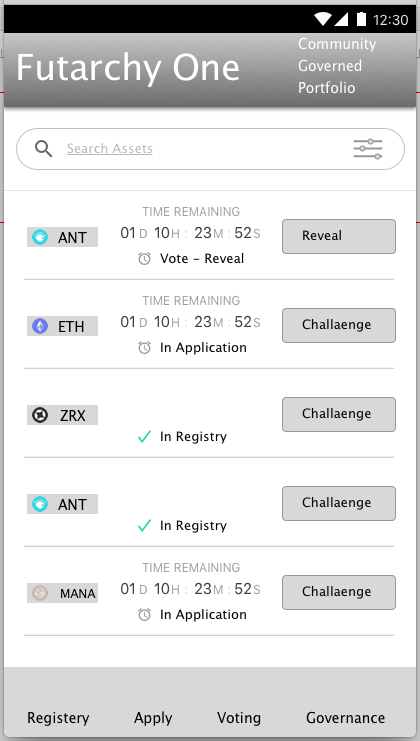 12:30
Futarchy One
Community
Governed
Portfolio
Search Assets
TIME REMAINING
ANT
01 D 10 H : 23 M : 52 S
Reveal
Vote – Reveal
TIME REMAINING
ETH
01 D 10 H : 23 M : 52 S
Challaenge
In Application
ZRX
Challaenge
In Registry
ANT
Challaenge
In Registry
TIME REMAINING
MANA
01 D 10 H : 23 M : 52 S
Challaenge
In Application
Registery Apply Voting Governance